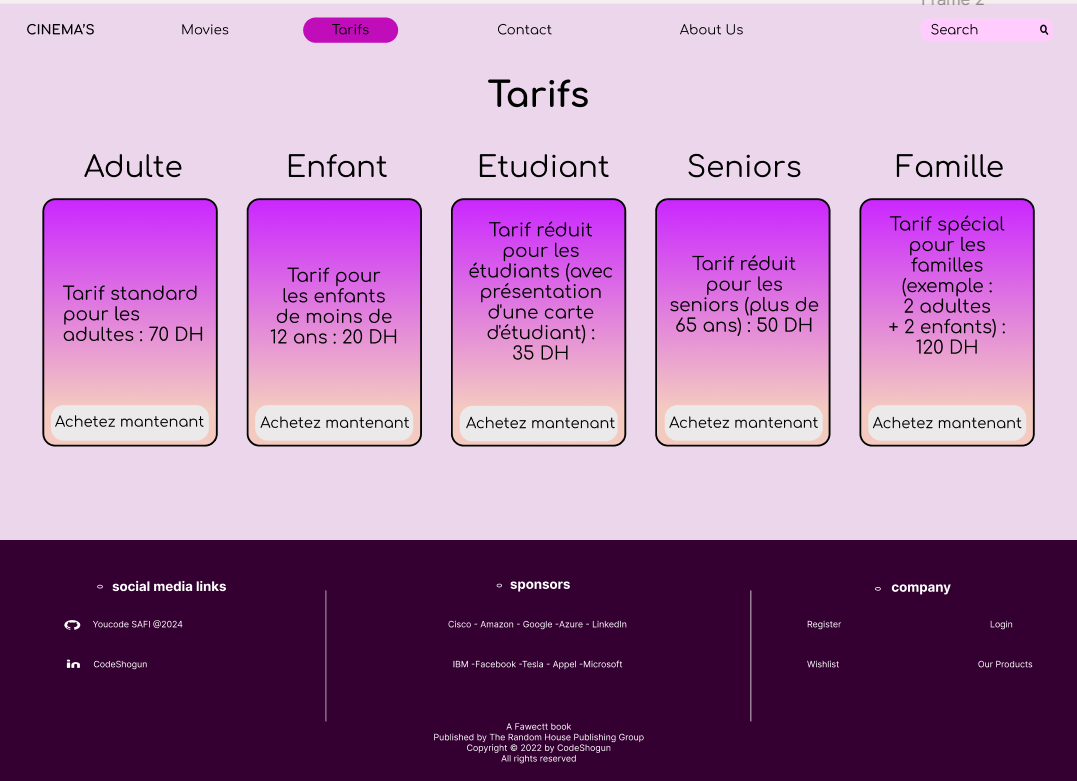 Frame 2
CINEMA'S
Movies
Tarifs
Contact
About Us
Search
Tarifs
Adulte
Enfant
Etudiant
Seniors
Famille
Tarif standard
pour les
adultes : 70 DH
Achetez mantenant
Tarif pour
les enfants
de moins de
12 ans : 20 DH
Achetez mantenant
Tarif réduit
pour les
étudiants (avec
présentation
d'une carte
d'étudiant) :
35 DH
Achetez mantenant
Tarif réduit
pour les
seniors (plus de
65 ans) : 50 DH
Achetez mantenant
Tarif spécial
pour les
familles
(exemple :
2 adultes
+ 2 enfants) :
120 DH
Achetez mantenant
social media links
Youcode SAFI @2024
CodeShogun
sponsors
Cisco - Amazon - Google -Azure - LinkedIn
IBM -Facebook -Tesla - Appel -Microsoft
company
Register
Login
Wishlist
Our Products
A Fawectt book
Published by The Random House Publishing Group
Copyright © 2022 by CodeShogun
All rights reserved